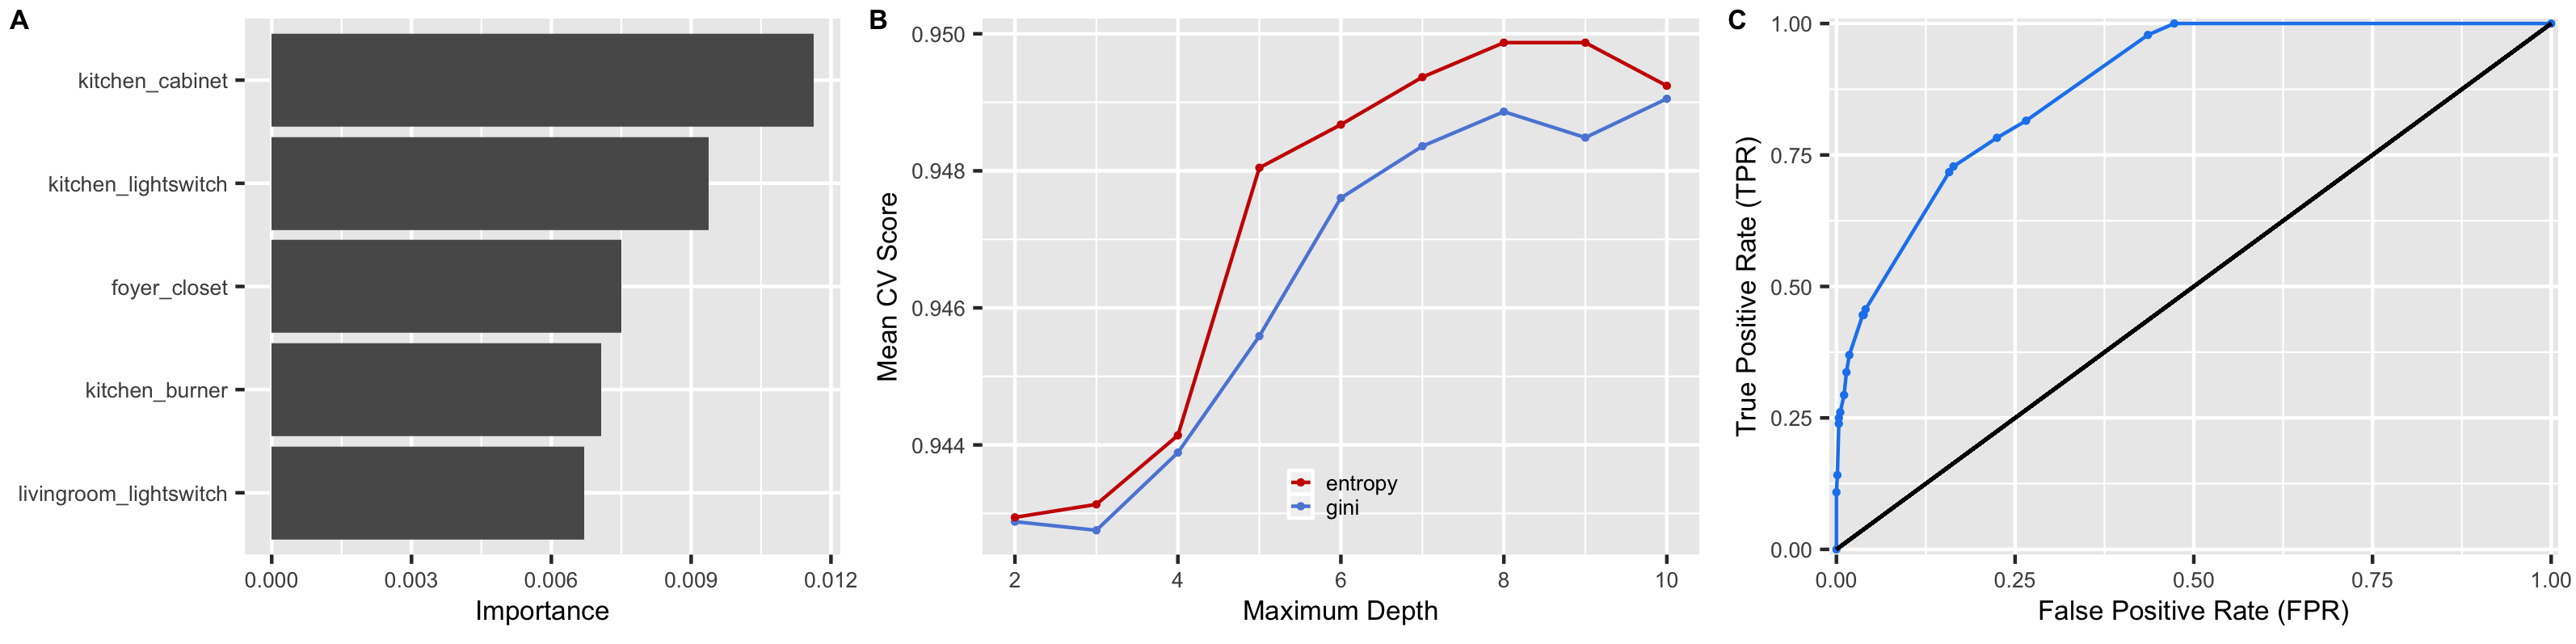 A
kitchen_cabinet
kitchen_lightswitch
foyer_closet
kitchen_burner
livingroom_lightswitch
0.000 0.003 0.006 0.009 0.012
Importance
B
Mean CV Score
0.950
0.948
0.946
0.944
entropy
gini
2 4 6 8 10
Maximum Depth
C
True Positive Rate (TPR)
1.00
0.75
0.50
0.25
0.00
0.00 0.25 0.50 0.75 1.00
False Positive Rate (FPR)